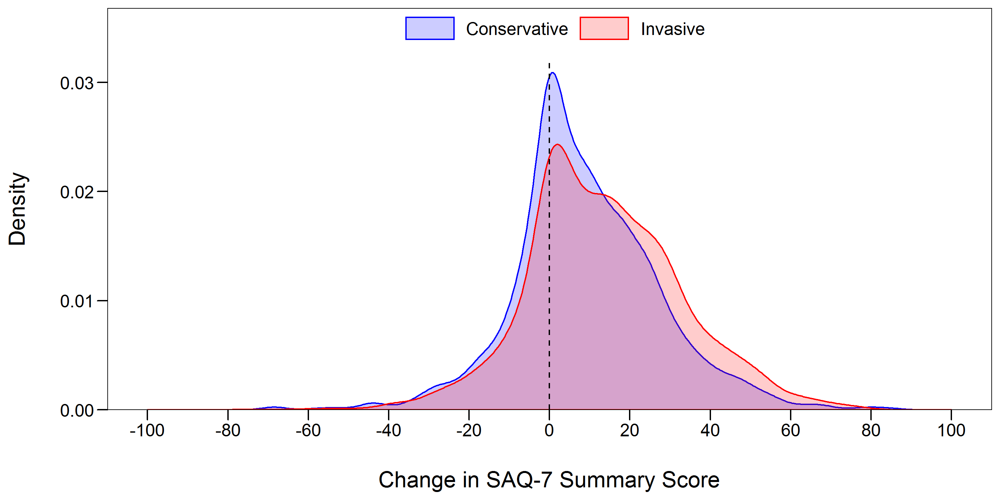 Conservative Invasive
0.03
0.02
0.01
0.00
Density
-100 -80 -60 -40 -20 0 20 40 60 80 100
Change in SAQ-7 Summary Score